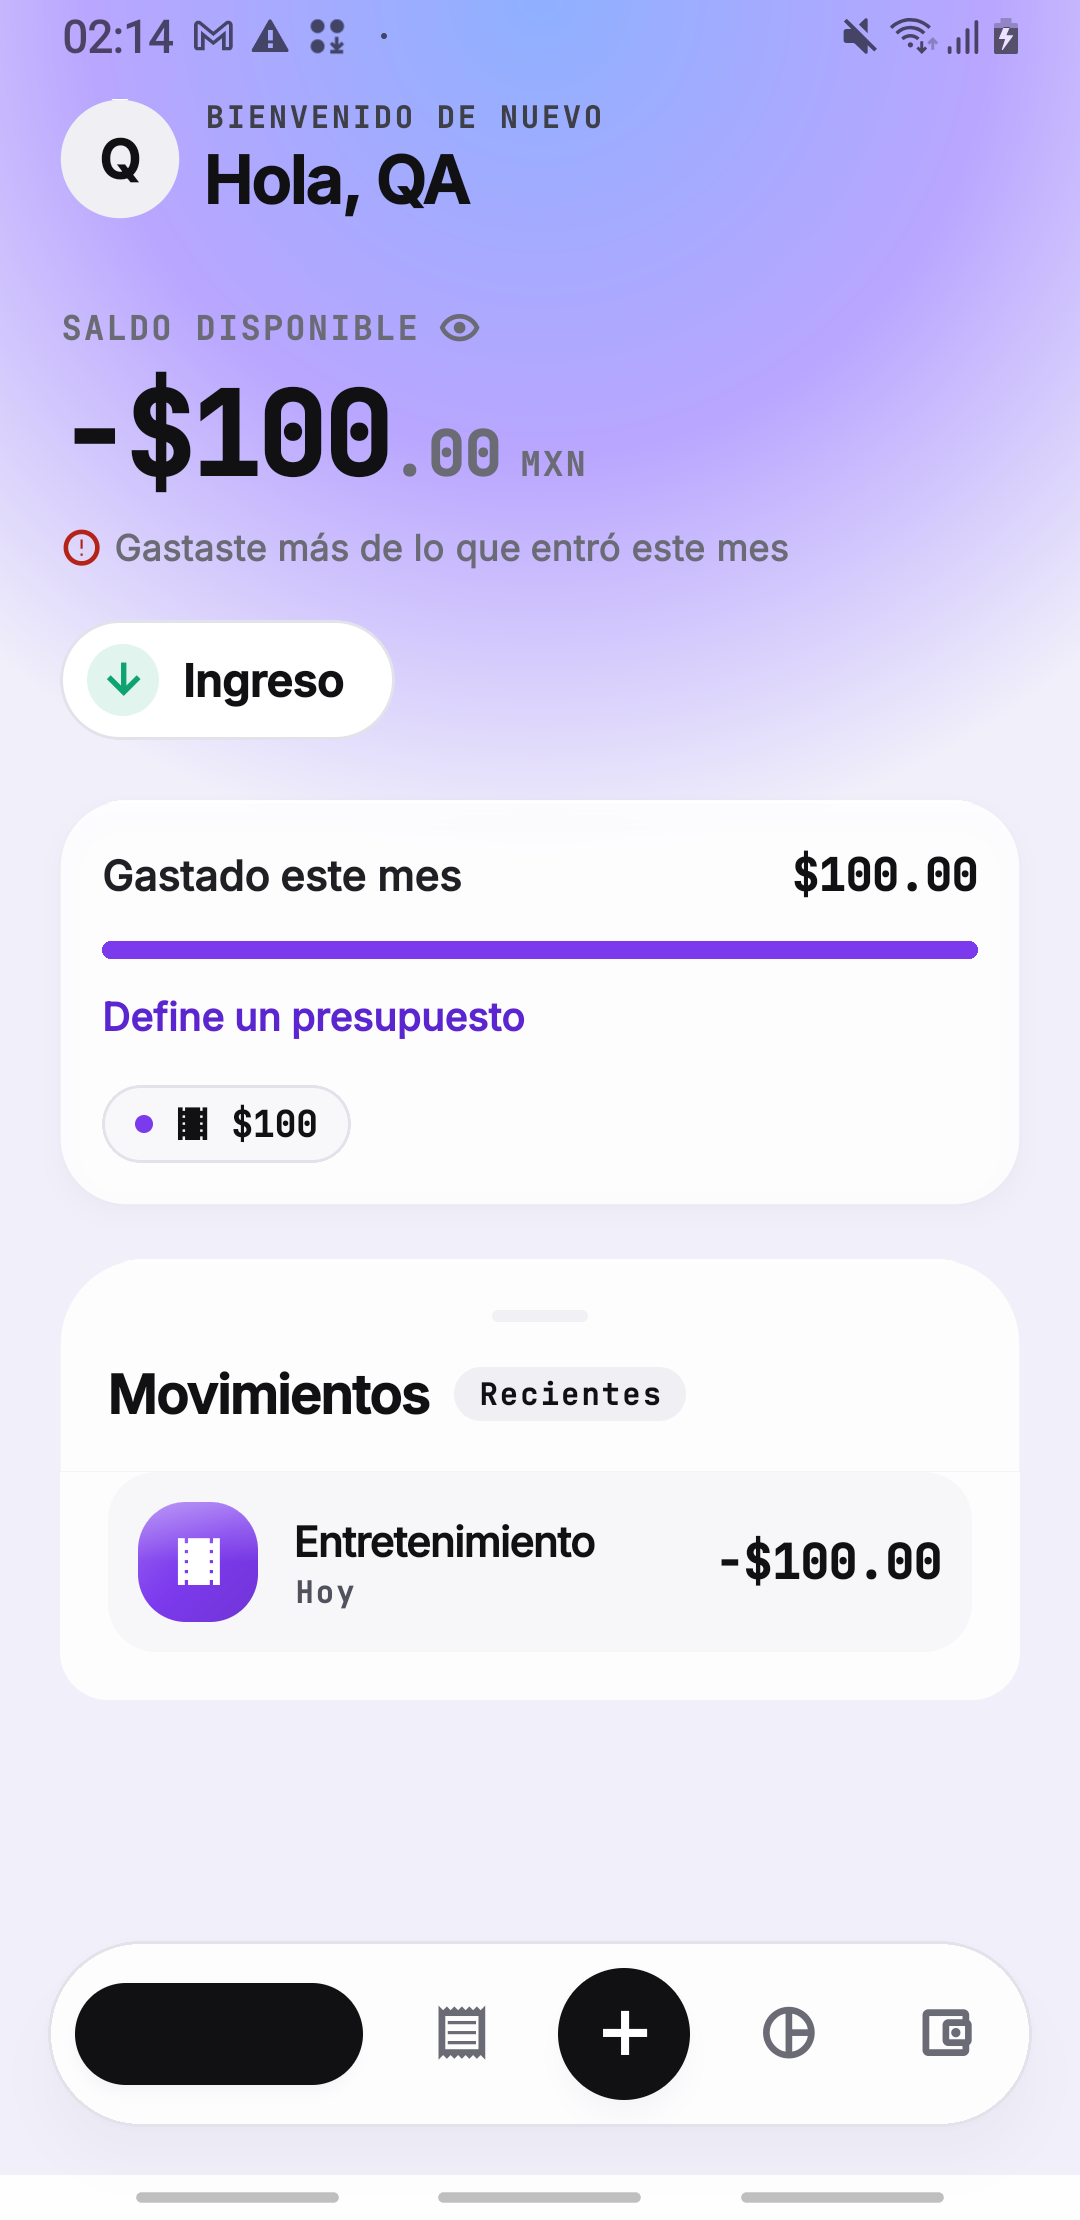 02:14
Q
BIENVENIDO DE NUEVO
Hola, QA
SALDO DISPONIBLE
-$100.00 MXN
Gastaste más de lo que entró este mes
Ingreso
Gastado este mes $100.00
Define un presupuesto
$100
Movimientos Recientes
Entretenimiento -$100.00
Hoy